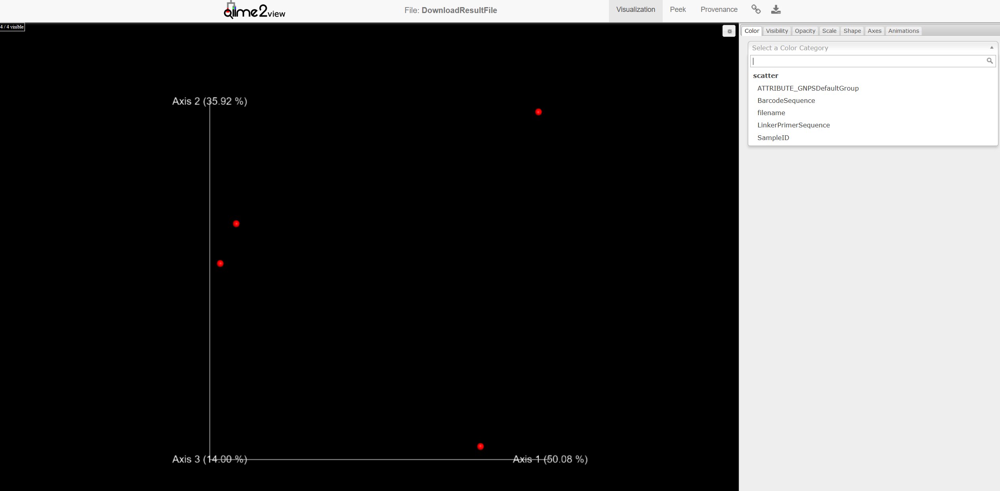 qiime2view
File: DownloadResultFile
Visualization
Peek
Provenance
4 / 4 visible
Color
Visibility
Opacity
Scale
Shape
Axes
Animations
Select a Color Category
scatter
ATTRIBUTE_GNPSDefaultGroup
BarcodeSequence
filename
LinkerPrimerSequence
SampleID
Axis 2 (35.92 %)
Axis 3 (14.00 %)
Axis 1 (50.08 %)